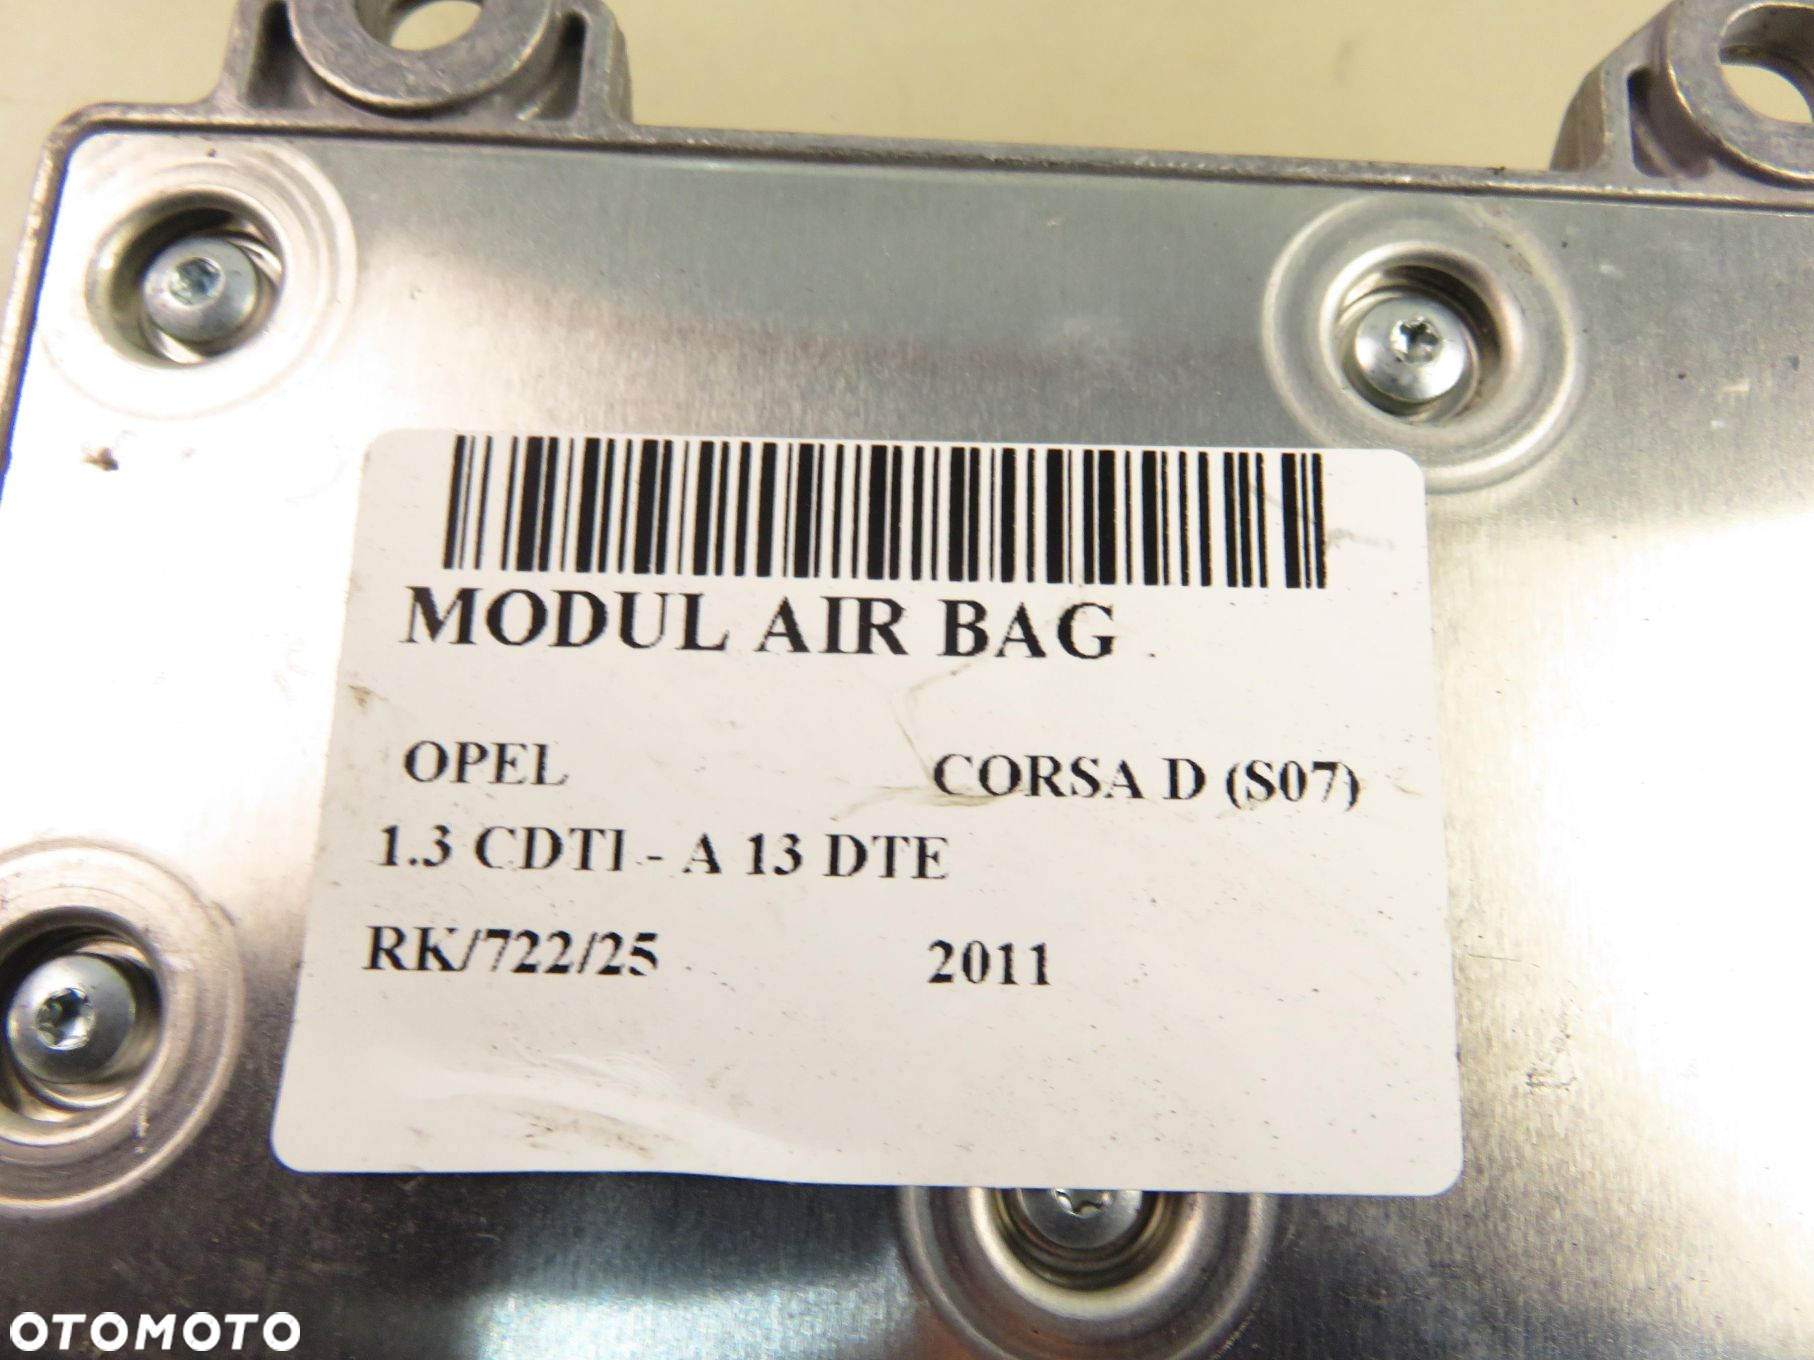 MODUL AIR BAG
OPEL CORSA D (S07)
1.3 CDTI - A 13 DTE
RK/722/25 2011
OTOMOTO